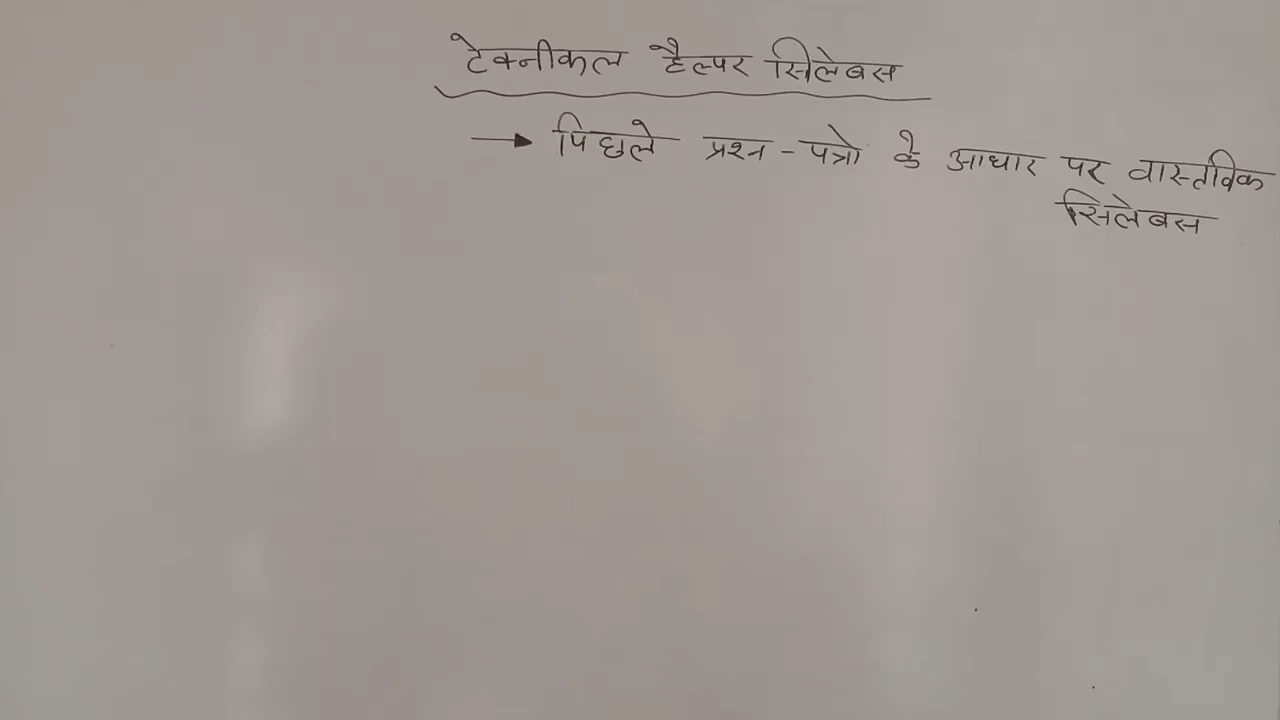 टेक्नीकल हैल्पर सिलेबस
→ पिछले प्रश्न - पत्रो के आधार पर वास्तविक
सिलेबस